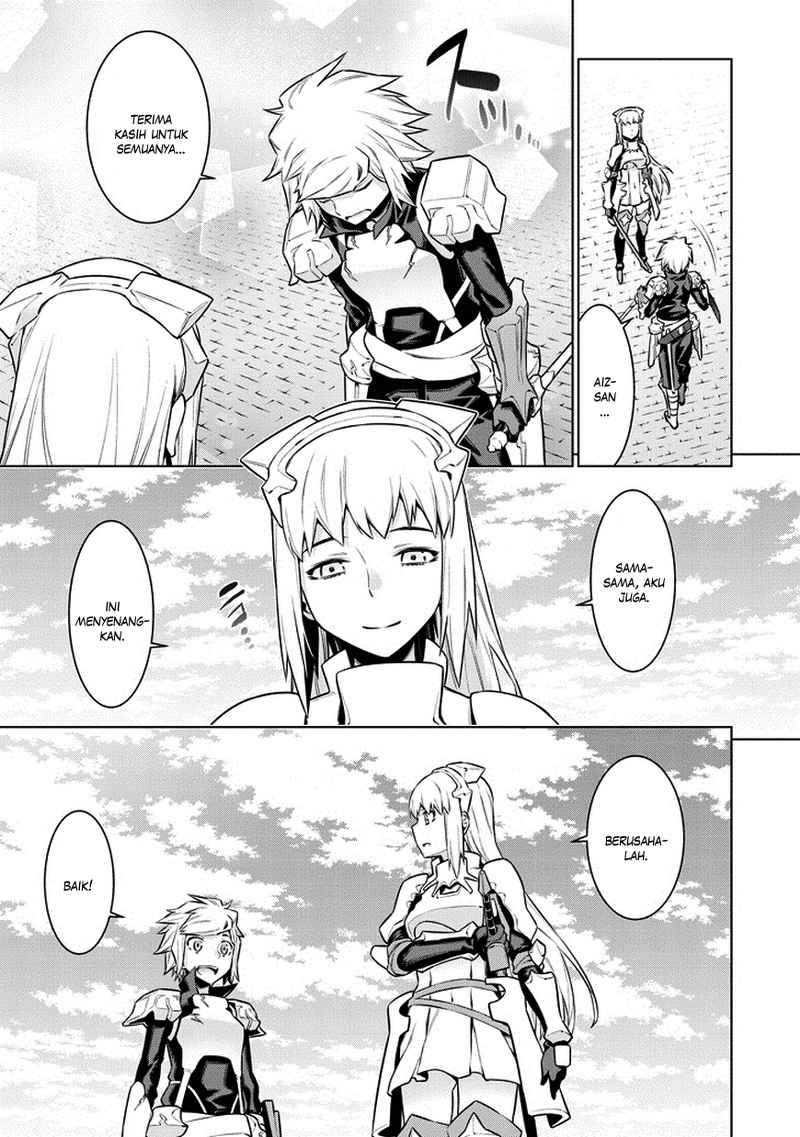 AIZ-
SAN
...
TERIMA
KASIH UNTUK
SEMUANYA...
SAMA-
SAMA, AKU
JUGA.
INI
MENYENANG-
KAN.
BERUSAHA-
LAH.
BAIK!